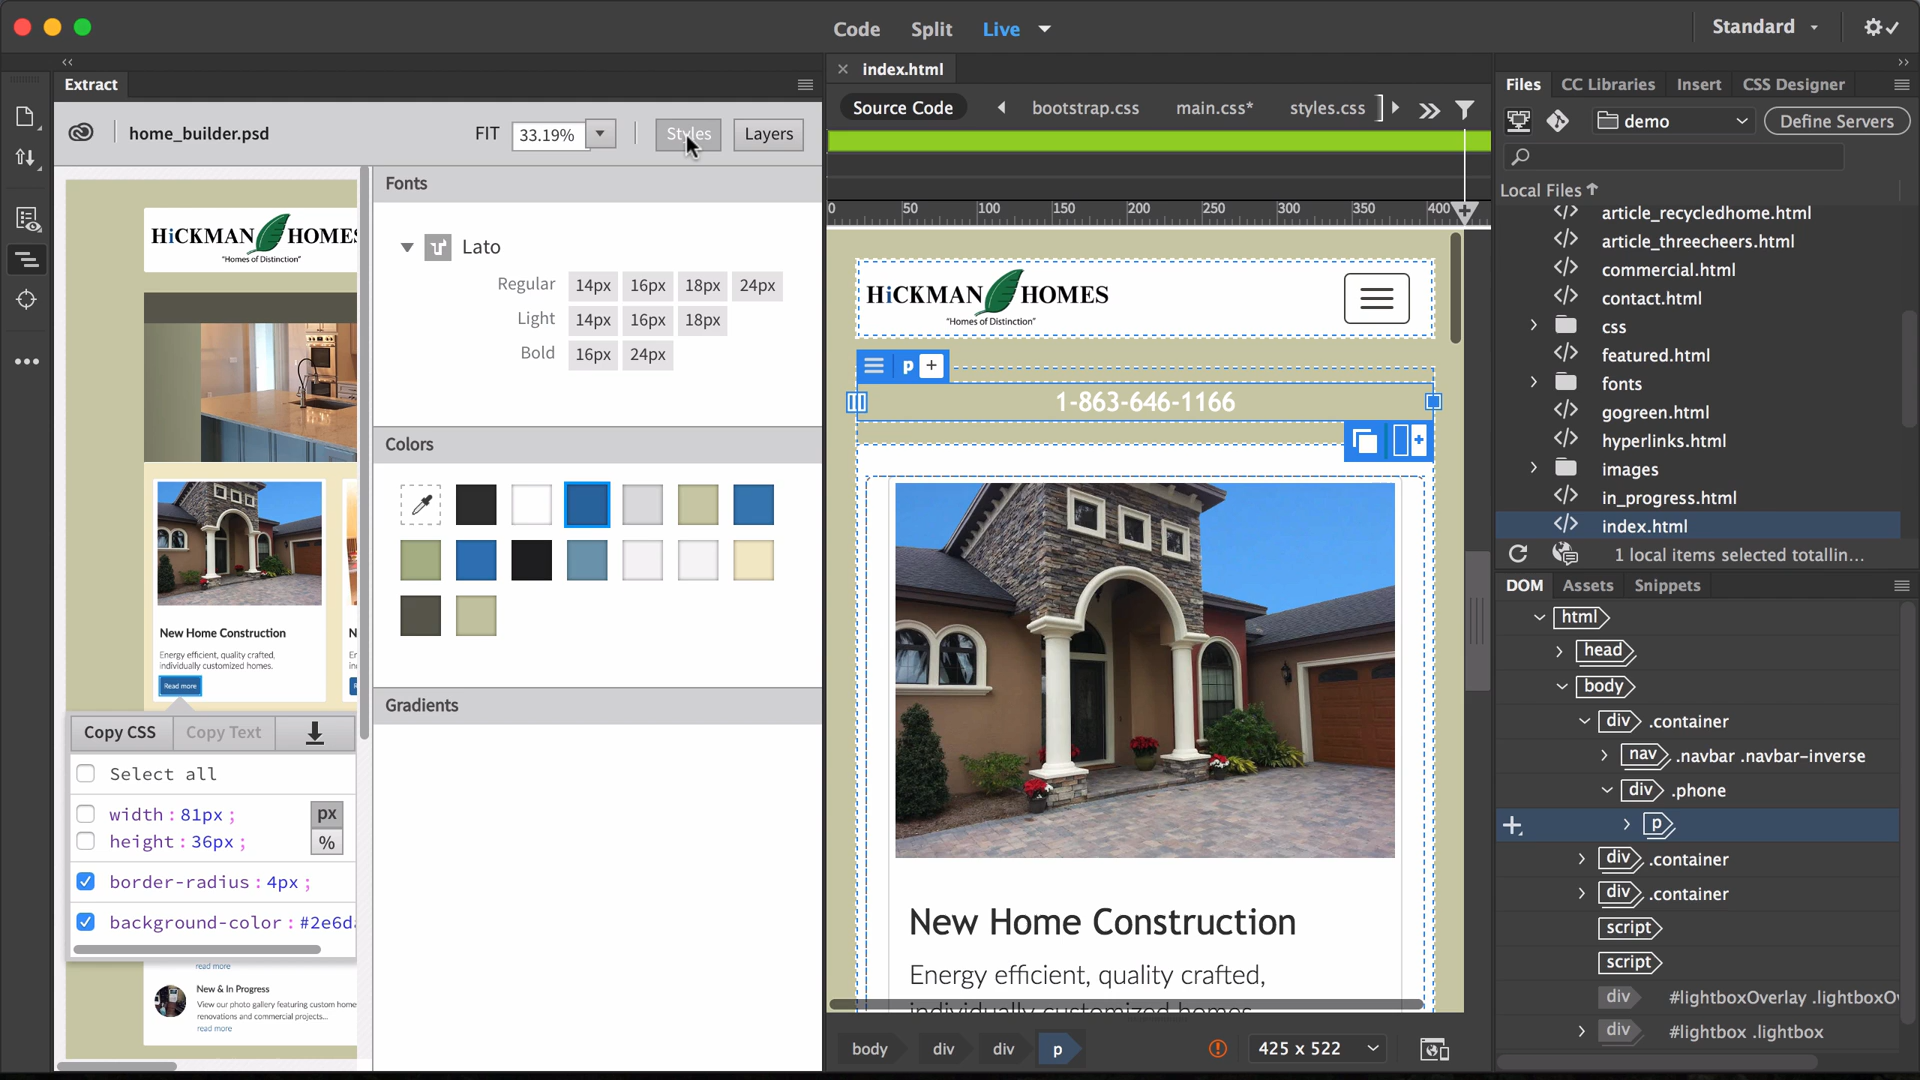 Code Split Live
Standard
Extract
home_builder.psd
FIT 33.19%
Styles Layers
HiCKMAN HOMES
"Homes of Distinction"
New Home Construction
Energy efficient, quality crafted,
individually customized homes.
Read more
Copy CSS Copy Text
Select all
width : 81px ;
px
height : 36px ;
%
border-radius : 4px ;
background-color : #2e6d
read more
New & In Progress
View our photo gallery featuring custom home
renovations and commercial projects...
read more
Fonts
Lato
Regular 14px 16px 18px 24px
Light 14px 16px 18px
Bold 16px 24px
Colors
Gradients
index.html
Source Code bootstrap.css main.css* styles.css
0 50 100 150 200 250 300 350 400
HiCKMAN HOMES
"Homes of Distinction"
p +
1-863-646-1166
New Home Construction
Energy efficient, quality crafted,
individually customized homes.
body div div p
425 x 522
Files CC Libraries Insert CSS Designer
demo Define Servers
Local Files
article_recycledhome.html
article_threecheers.html
commercial.html
contact.html
css
featured.html
fonts
gogreen.html
hyperlinks.html
images
in_progress.html
index.html
1 local items selected totallin...
DOM Assets Snippets
html
head
body
div .container
nav .navbar .navbar-inverse
div .phone
p
div .container
div .container
script
script
div #lightboxOverlay .lightboxO
div #lightbox .lightbox